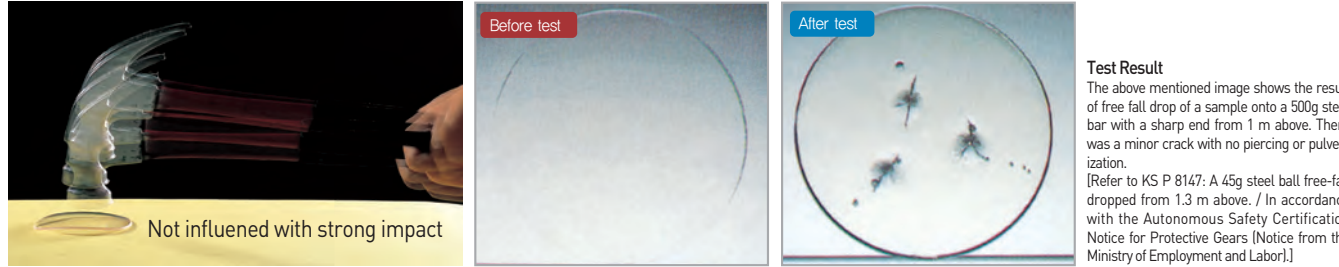 Not influened with strong impact
Before test
After test
Test Result
The above mentioned image shows the resu
of free fall drop of a sample onto a 500g stee
bar with a sharp end from 1 m above. Ther
was a minor crack with no piercing or pulver
ization.
[Refer to KS P 8147: A 45g steel ball free-fa
dropped from 1.3 m above. / In accordanc
with the Autonomous Safety Certificatio
Notice for Protective Gears (Notice from th
Ministry of Employment and Labor).]